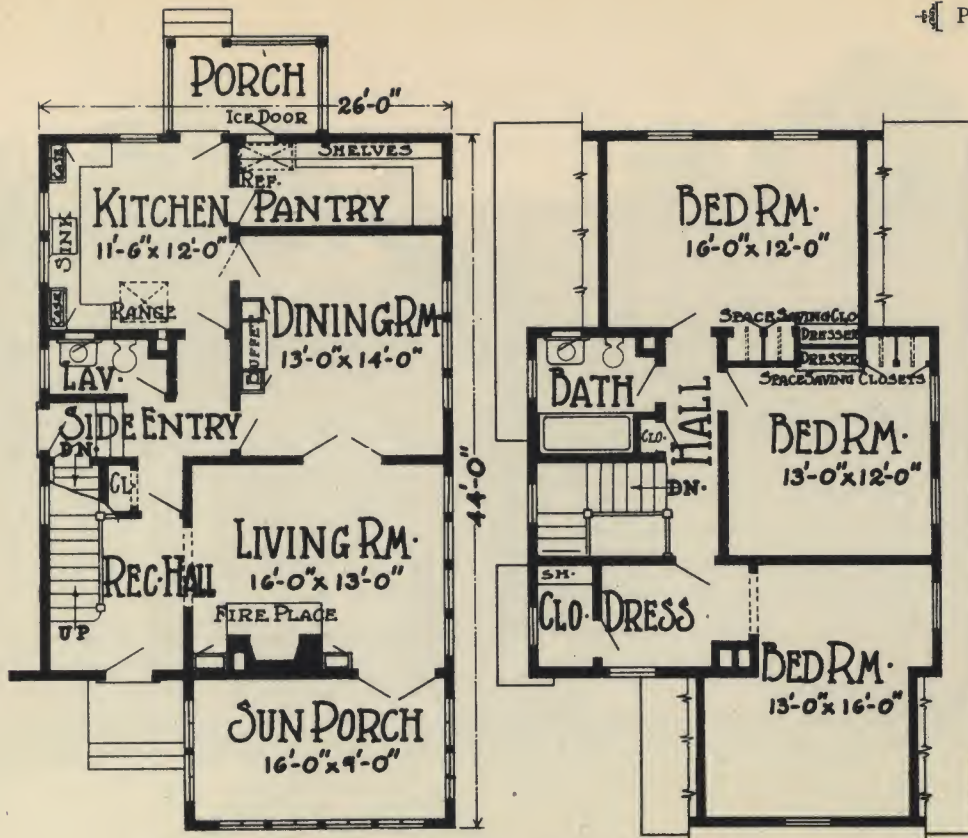 P
PORCH
26'-0"
ICE DOOR
SHELVES
CASE
REF.
KITCHEN
11'-6" x 12'-0"
PANTRY
SINK
CASE
RANGE
DINING RM
13'-0" x 14'-0"
BUFFET
LAV.
SIDE ENTRY
DN.
CL.
44'-0"
LIVING RM.
16'-0" x 13'-0"
REC. HALL
FIRE PLACE
UP
SUN PORCH
16'-0" x 9'-0"
BED RM.
16'-0" x 12'-0"
SPACE SAVING CLO
DRESSER
DRESSER
SPACE SAVING CLOSETS
BATH
HALL
CLO.
BED RM.
13'-0" x 12'-0"
DN.
SH.
CLO.
DRESS
BED RM.
13'-0" x 16'-0"